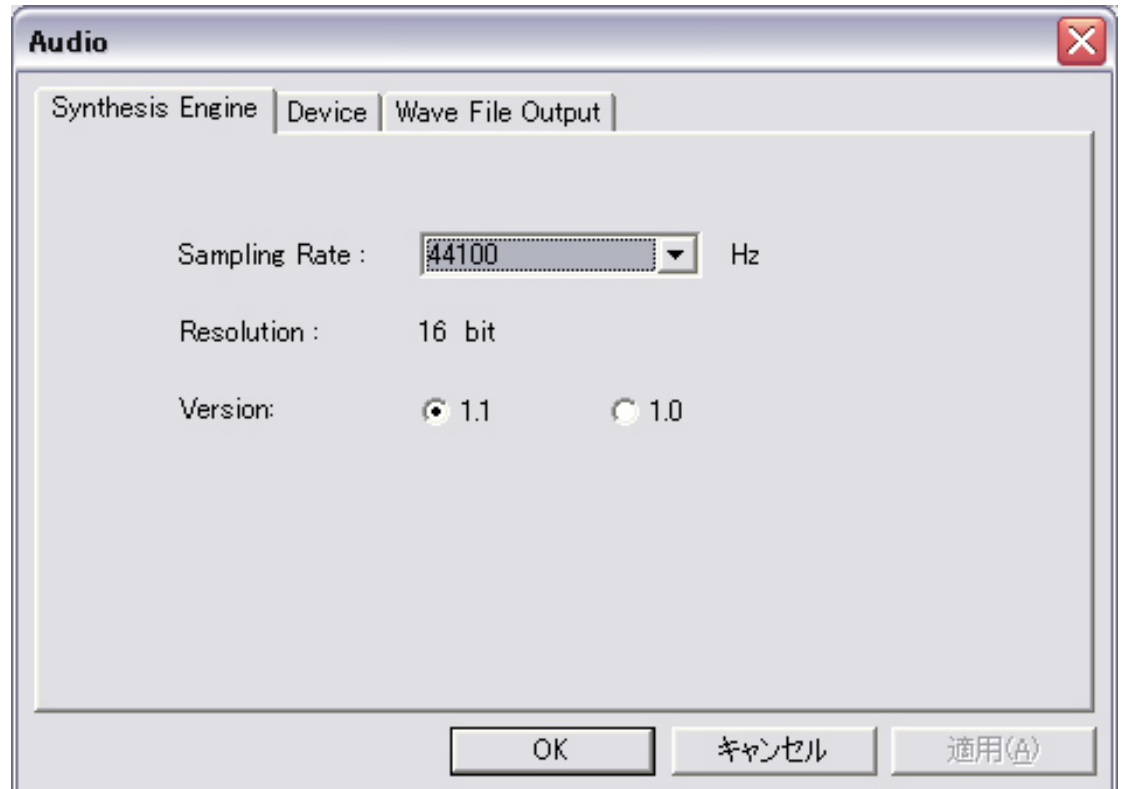 Audio
Synthesis Engine Device Wave File Output
Sampling Rate : 44100 Hz
Resolution : 16 bit
Version: 1.1 1.0
OK キャンセル 適用(A)